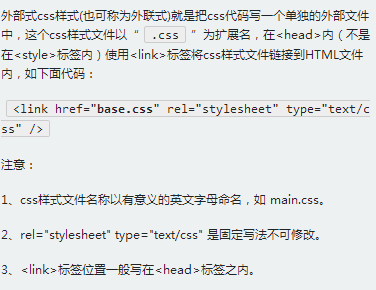 外部式css样式(也可称为外联式)就是把css代码写一个单独的外部文件
中，这个css样式文件以“ .css ”为扩展名，在<head>内（不是
在<style>标签内）使用<link>标签将css样式文件链接到HTML文件
内，如下面代码：
<link href="base.css" rel="stylesheet" type="text/c
ss" />
注意：
1、css样式文件名称以有意义的英文字母命名，如 main.css。
2、rel="stylesheet" type="text/css" 是固定写法不可修改。
3、<link>标签位置一般写在<head>标签之内。